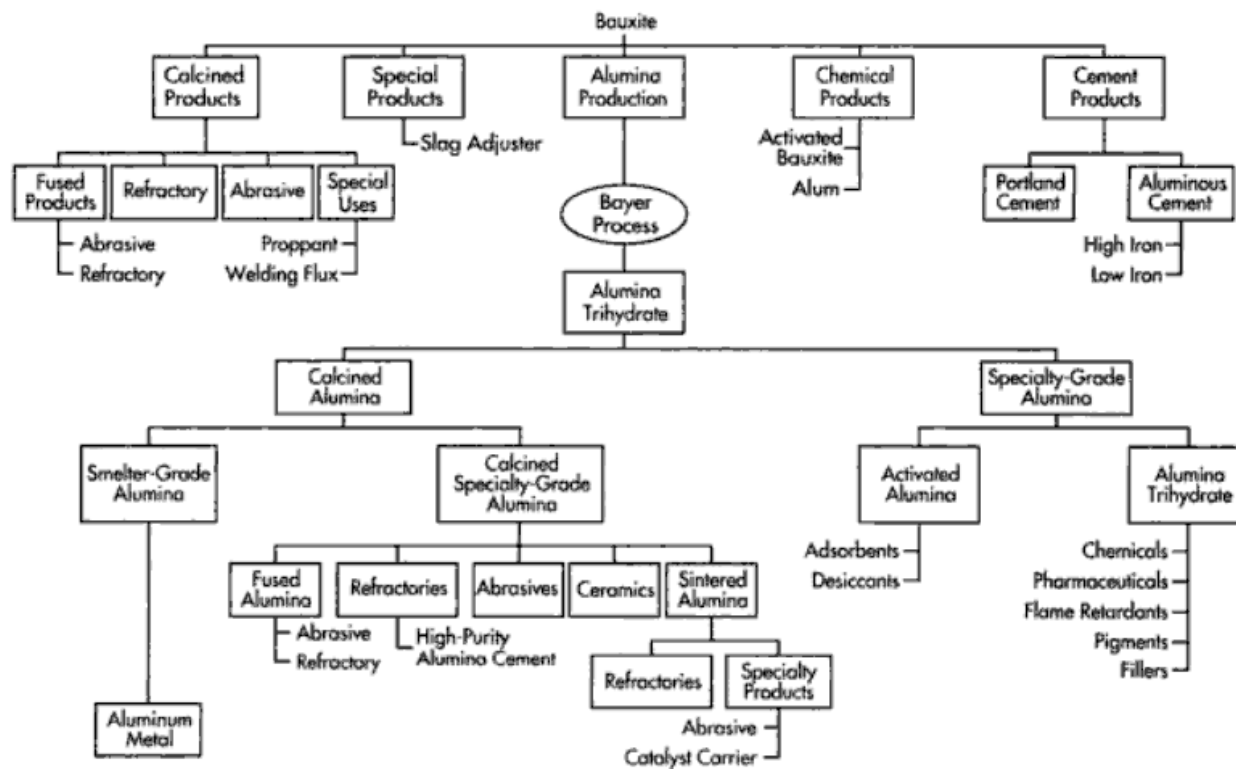 Bauxite
Calcined
Products
Special
Products
Alumina
Production
Chemical
Products
Cement
Products
Slag Adjuster
Activated
Bauxite
Alum
Fused
Products
Refractory
Abrasive
Special
Uses
Portland
Cement
Aluminous
Cement
Bayer
Process
Abrasive
Refractory
Proppant
Welding Flux
High Iron
Low Iron
Alumina
Trihydrate
Calcined
Alumina
Specialty-Grade
Alumina
Smelter-Grade
Alumina
Calcined
Specialty-Grade
Alumina
Activated
Alumina
Alumina
Trihydrate
Adsorbents
Desiccants
Chemicals
Pharmaceuticals
Flame Retardants
Pigments
Fillers
Fused
Alumina
Refractories
Abrasives
Ceramics
Sintered
Alumina
Abrasive
Refractory
High-Purity
Alumina Cement
Refractories
Specialty
Products
Abrasive
Catalyst Carrier
Aluminum
Metal